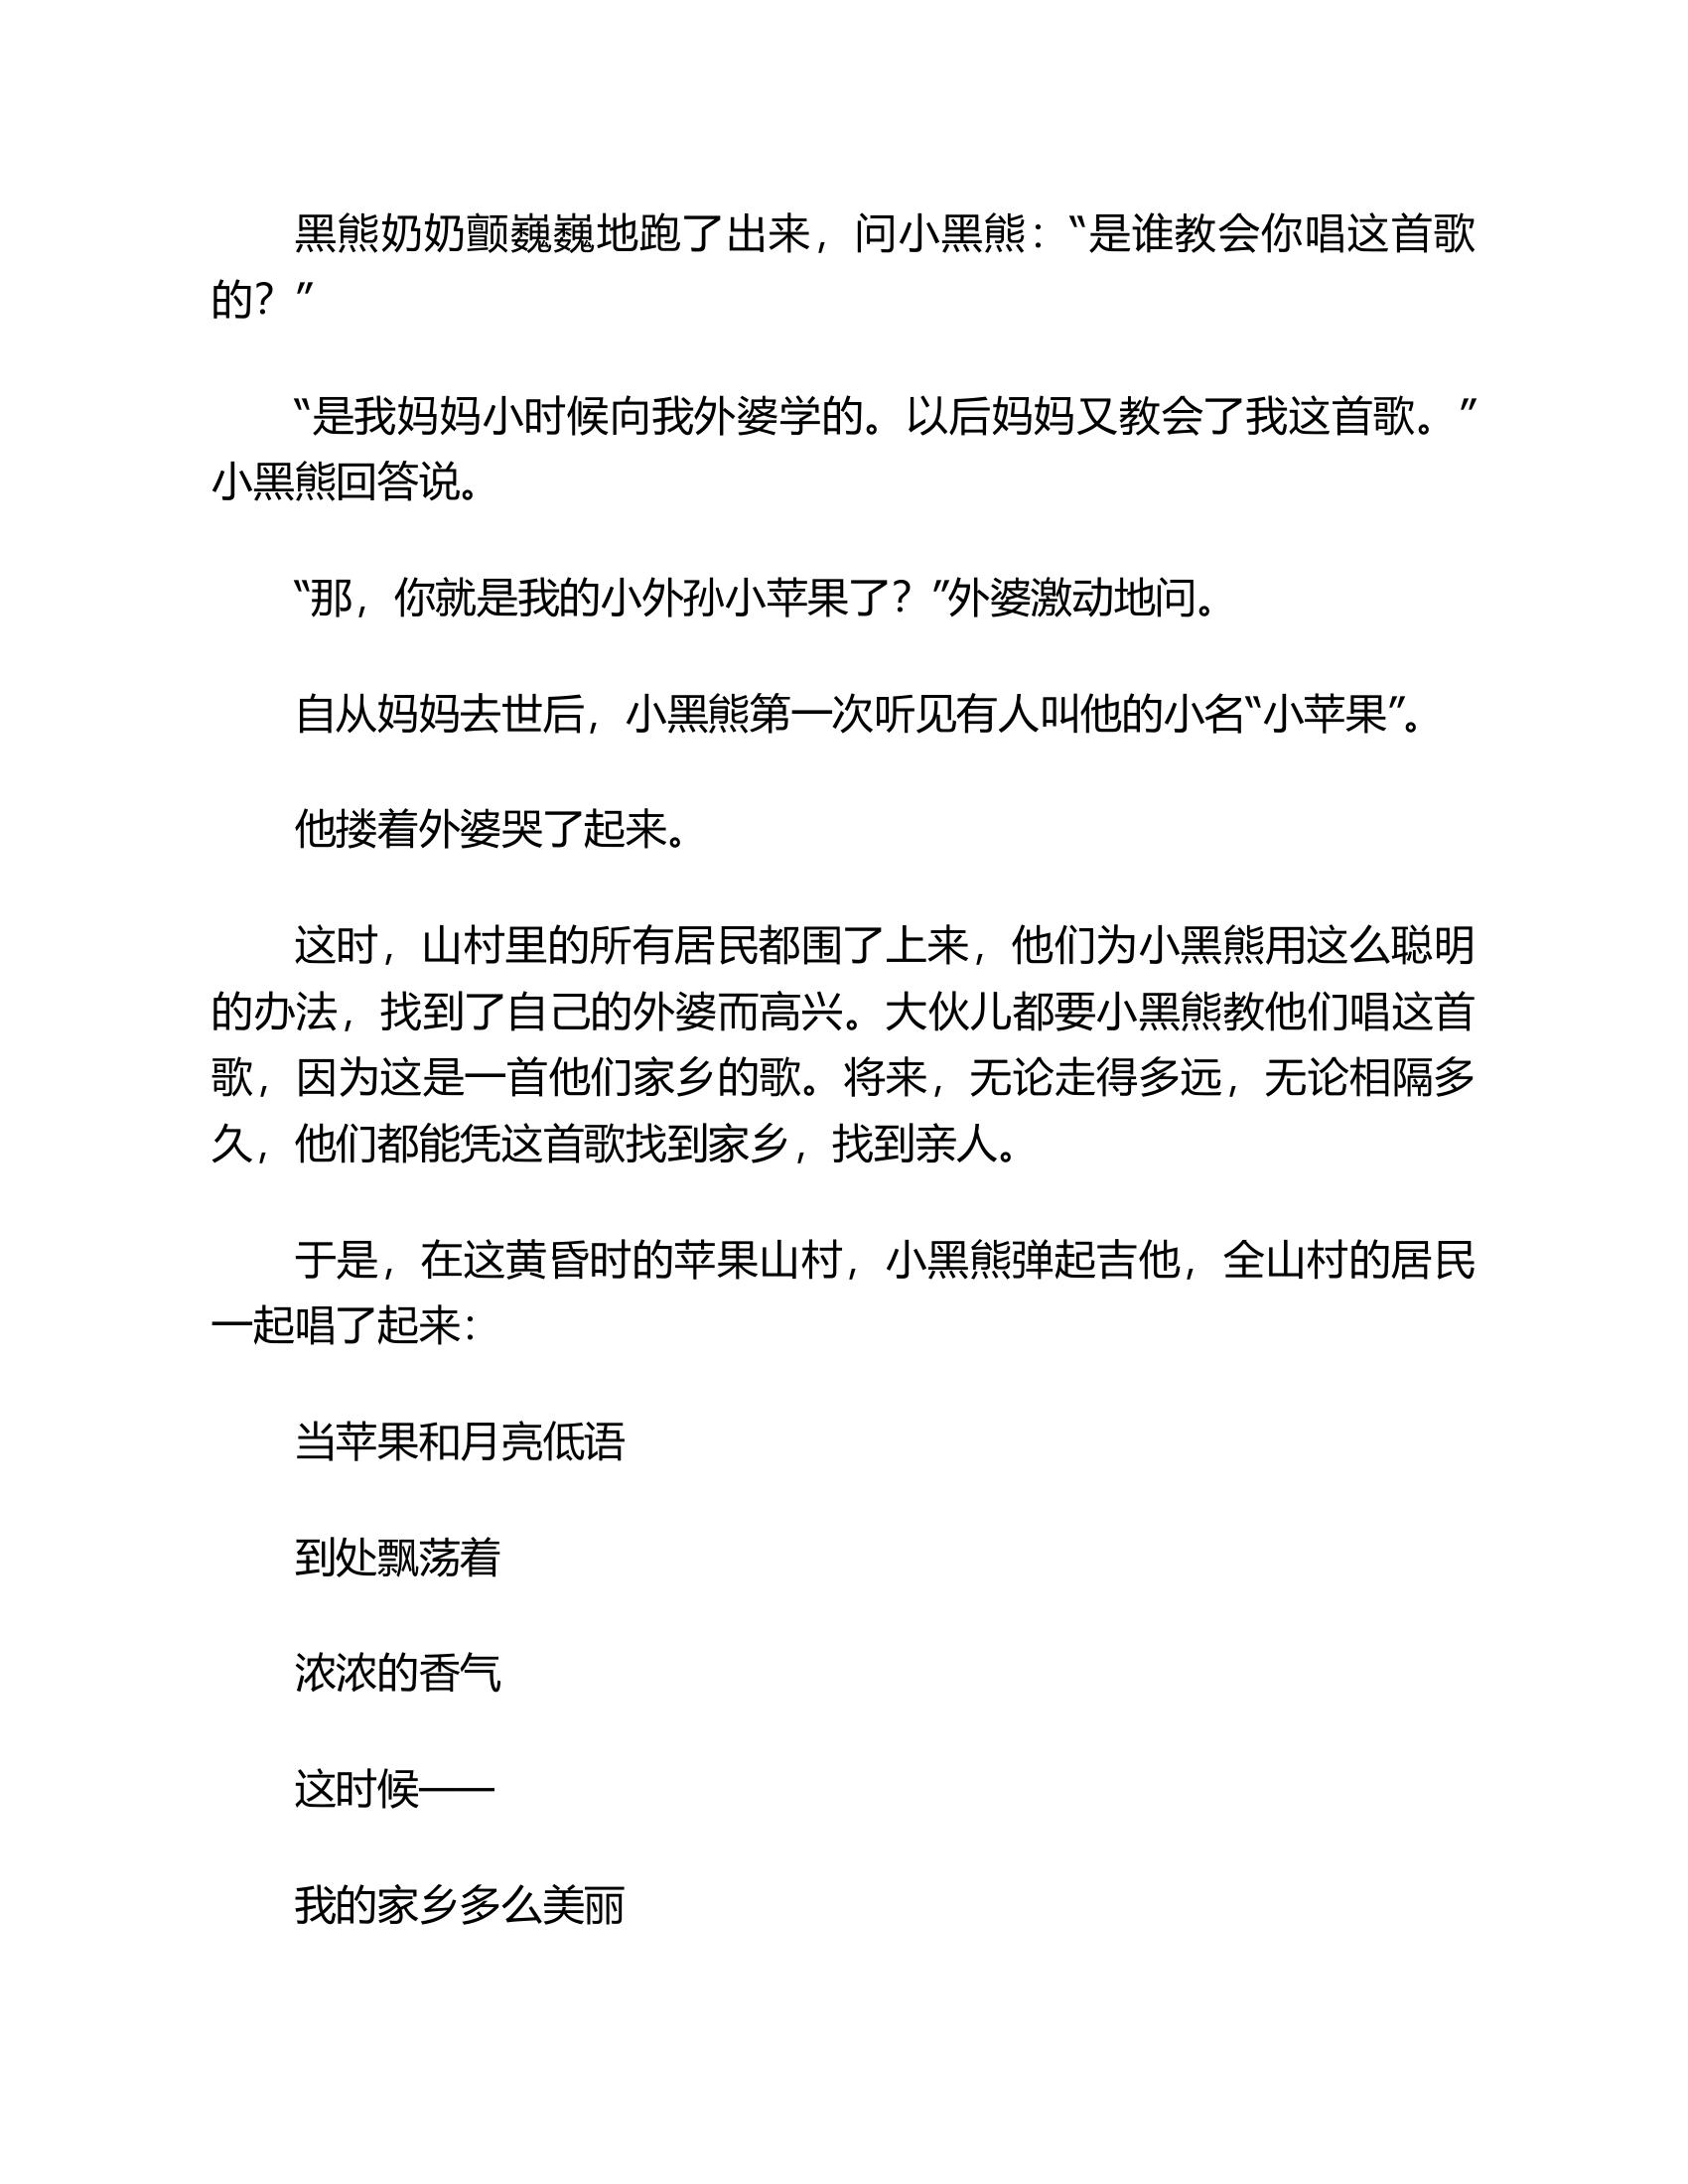 黑熊奶奶颤巍巍地跑了出来，问小黑熊：“是谁教会你唱这首歌
的？”
“是我妈妈小时候向我外婆学的。以后妈妈又教会了我这首歌。”
小黑熊回答说。
“那，你就是我的小外孙小苹果了？”外婆激动地问。
自从妈妈去世后，小黑熊第一次听见有人叫他的小名“小苹果”。
他搂着外婆哭了起来。
这时，山村里的所有居民都围了上来，他们为小黑熊用这么聪明
的办法，找到了自己的外婆而高兴。大伙儿都要小黑熊教他们唱这首
歌，因为这是一首他们家乡的歌。将来，无论走得多远，无论相隔多
久，他们都能凭这首歌找到家乡，找到亲人。
于是，在这黄昏时的苹果山村，小黑熊弹起吉他，全山村的居民
一起唱了起来：
当苹果和月亮低语
到处飘荡着
浓浓的香气
这时候——
我的家乡多么美丽